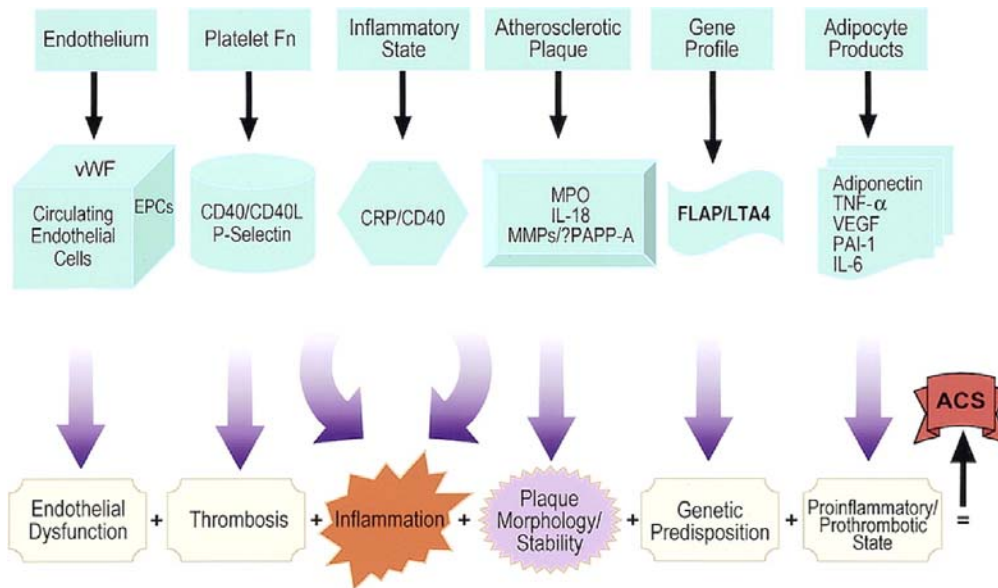 Endothelium
Platelet Fn
Inflammatory
State
Atherosclerotic
Plaque
Gene
Profile
Adipocyte
Products
vWF
EPCs
Circulating
Endothelial
Cells
CD40/CD40L
P-Selectin
CRP/CD40
MPO
IL-18
MMPs/?PAPP-A
FLAP/LTA4
Adiponectin
TNF-α
VEGF
PAI-1
IL-6
ACS
Endothelial
Dysfunction
+
Thrombosis
+
Inflammation
+
Plaque
Morphology/
Stability
+
Genetic
Predisposition
+
Proinflammatory/
Prothrombotic
State
=